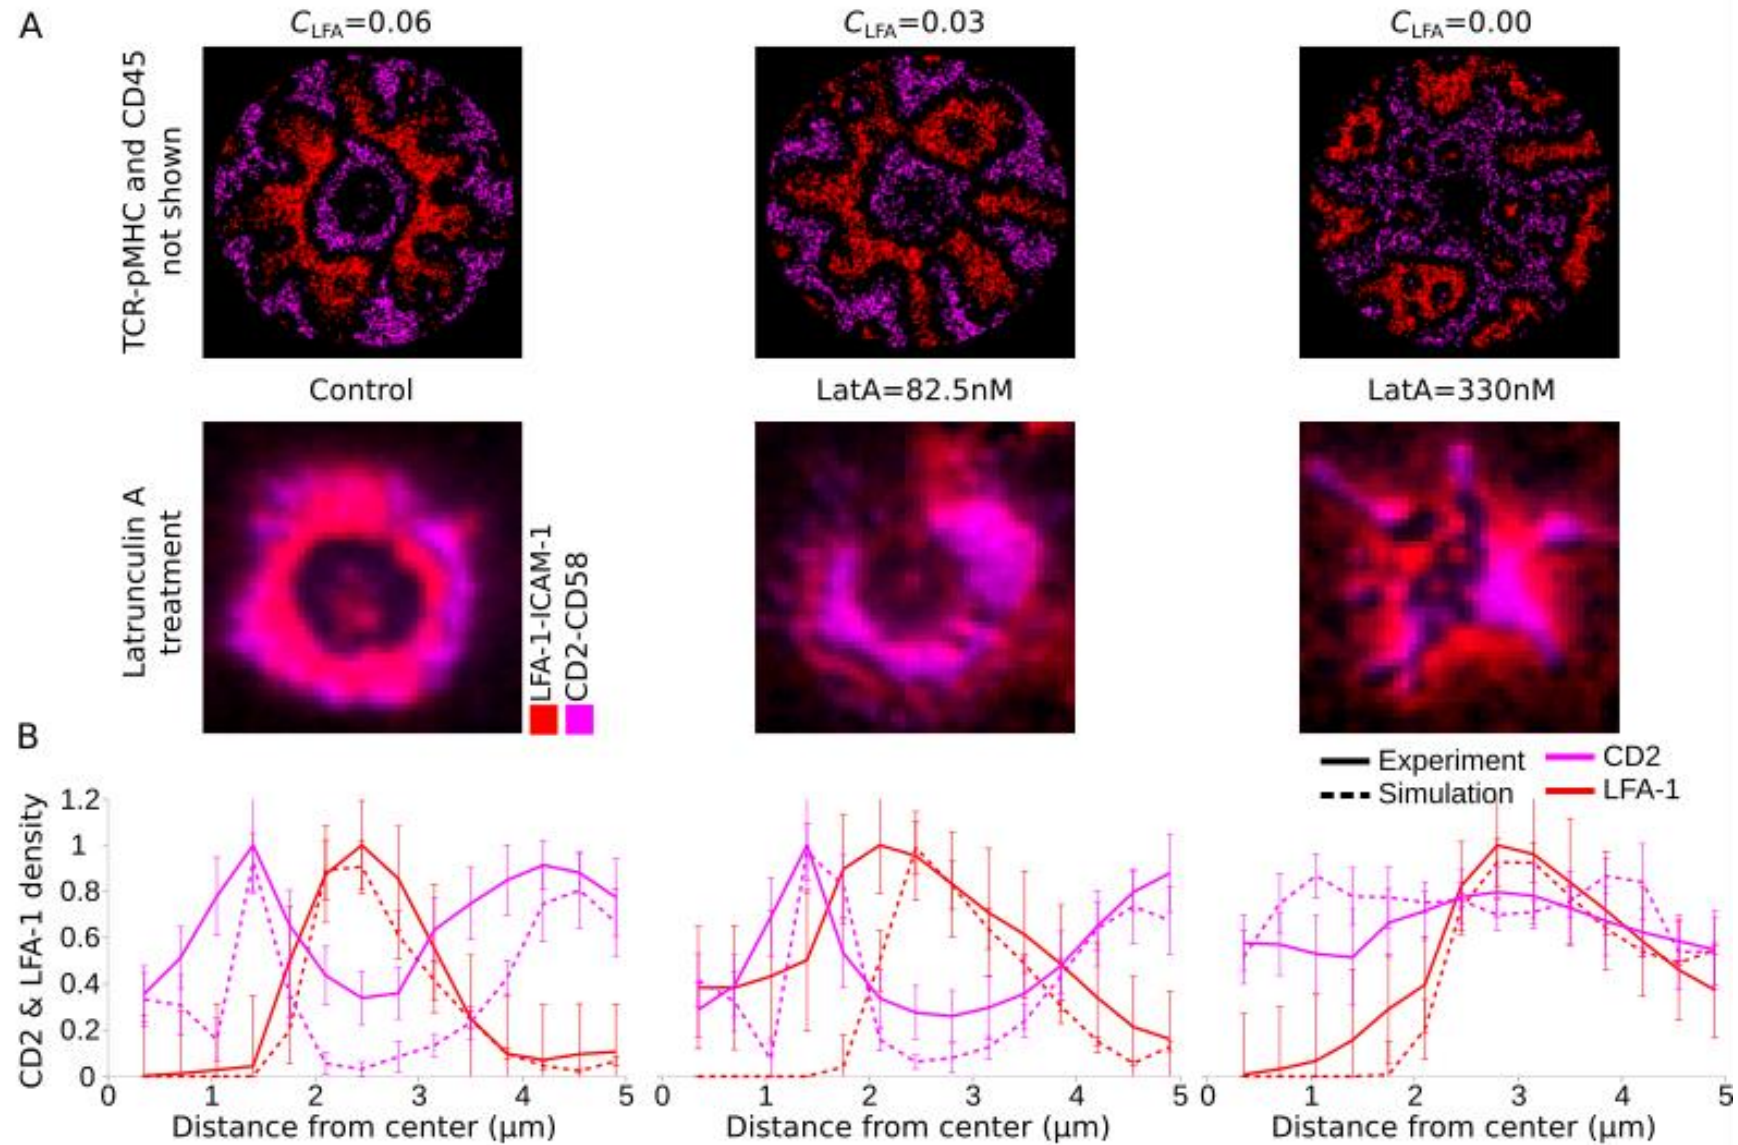 A
C_LFA=0.06
C_LFA=0.03
C_LFA=0.00
TCR-pMHC and CD45
not shown
Control
LatA=82.5nM
LatA=330nM
Latrunculin A
treatment
LFA-1-ICAM-1
CD2-CD58
B
Experiment
Simulation
CD2
LFA-1
CD2 & LFA-1 density
1.2
1
0.8
0.6
0.4
0.2
0
0 1 2 3 4 5
0 1 2 3 4 5
0 1 2 3 4 5
Distance from center (µm)
Distance from center (µm)
Distance from center (µm)